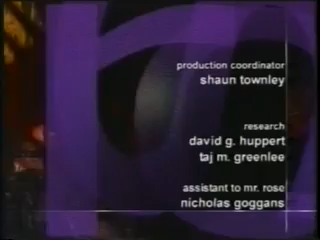 production coordinator
shaun townley
research
david g. huppert
taj m. greenlee
assistant to mr. rose
nicholas goggans